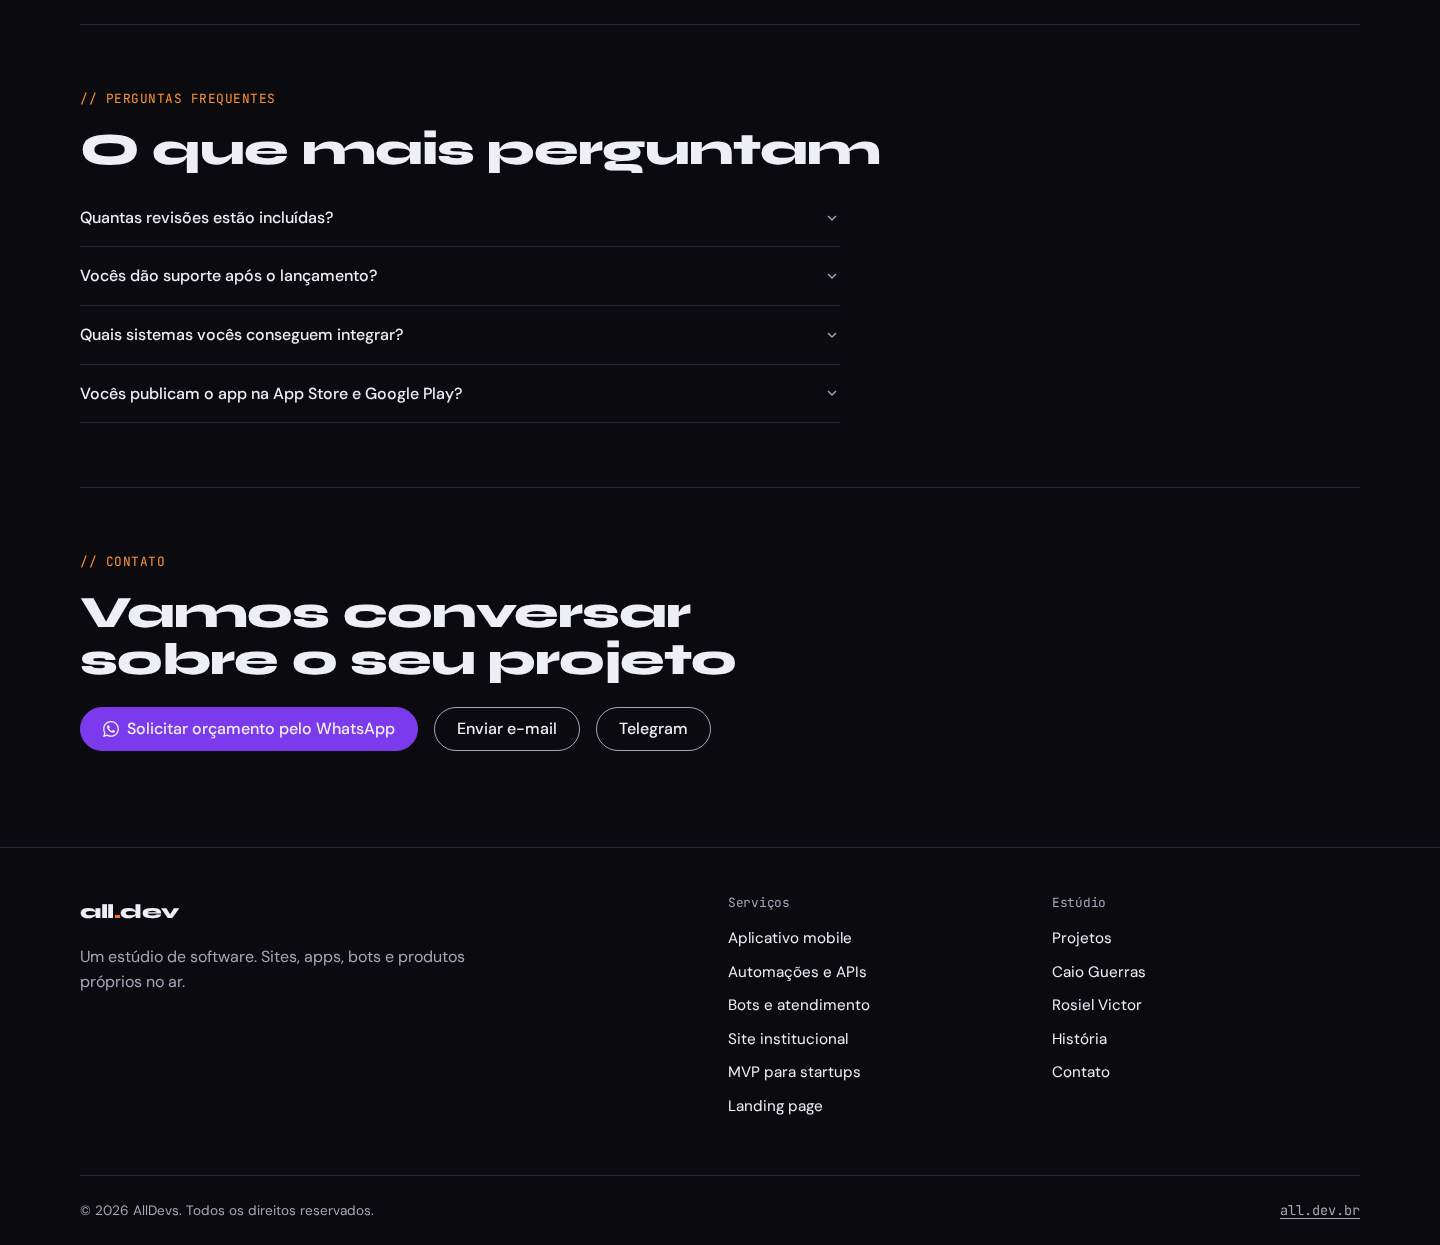 // PERGUNTAS FREQUENTES
O que mais perguntam
Quantas revisões estão incluídas?
Vocês dão suporte após o lançamento?
Quais sistemas vocês conseguem integrar?
Vocês publicam o app na App Store e Google Play?
// CONTATO
Vamos conversar
sobre o seu projeto
Solicitar orçamento pelo WhatsApp
Enviar e-mail
Telegram
all.dev
Um estúdio de software. Sites, apps, bots e produtos
próprios no ar.
Serviços
Aplicativo mobile
Automações e APIs
Bots e atendimento
Site institucional
MVP para startups
Landing page
Estúdio
Projetos
Caio Guerras
Rosiel Victor
História
Contato
© 2026 AllDevs. Todos os direitos reservados.
all.dev.br